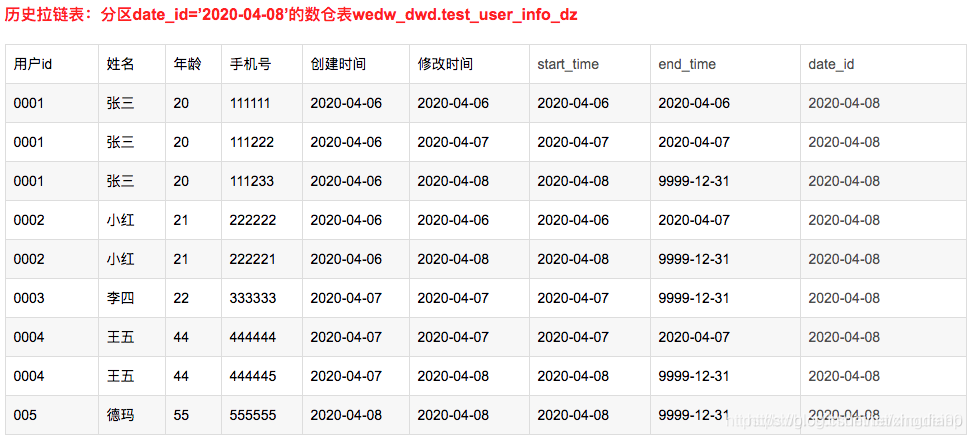 历史拉链表：分区date_id='2020-04-08'的数仓表wedw_dwd.test_user_info_dz
用户id 姓名 年龄 手机号 创建时间 修改时间 start_time end_time date_id
0001 张三 20 111111 2020-04-06 2020-04-06 2020-04-06 2020-04-06 2020-04-08
0001 张三 20 111222 2020-04-06 2020-04-07 2020-04-07 2020-04-07 2020-04-08
0001 张三 20 111233 2020-04-06 2020-04-08 2020-04-08 9999-12-31 2020-04-08
0002 小红 21 222222 2020-04-06 2020-04-06 2020-04-06 2020-04-07 2020-04-08
0002 小红 21 222221 2020-04-06 2020-04-08 2020-04-08 9999-12-31 2020-04-08
0003 李四 22 333333 2020-04-07 2020-04-07 2020-04-07 9999-12-31 2020-04-08
0004 王五 44 444444 2020-04-07 2020-04-07 2020-04-07 2020-04-07 2020-04-08
0004 王五 44 444445 2020-04-07 2020-04-08 2020-04-08 9999-12-31 2020-04-08
005 德玛 55 555555 2020-04-08 2020-04-08 2020-04-08 9999-12-31 2020-04-08